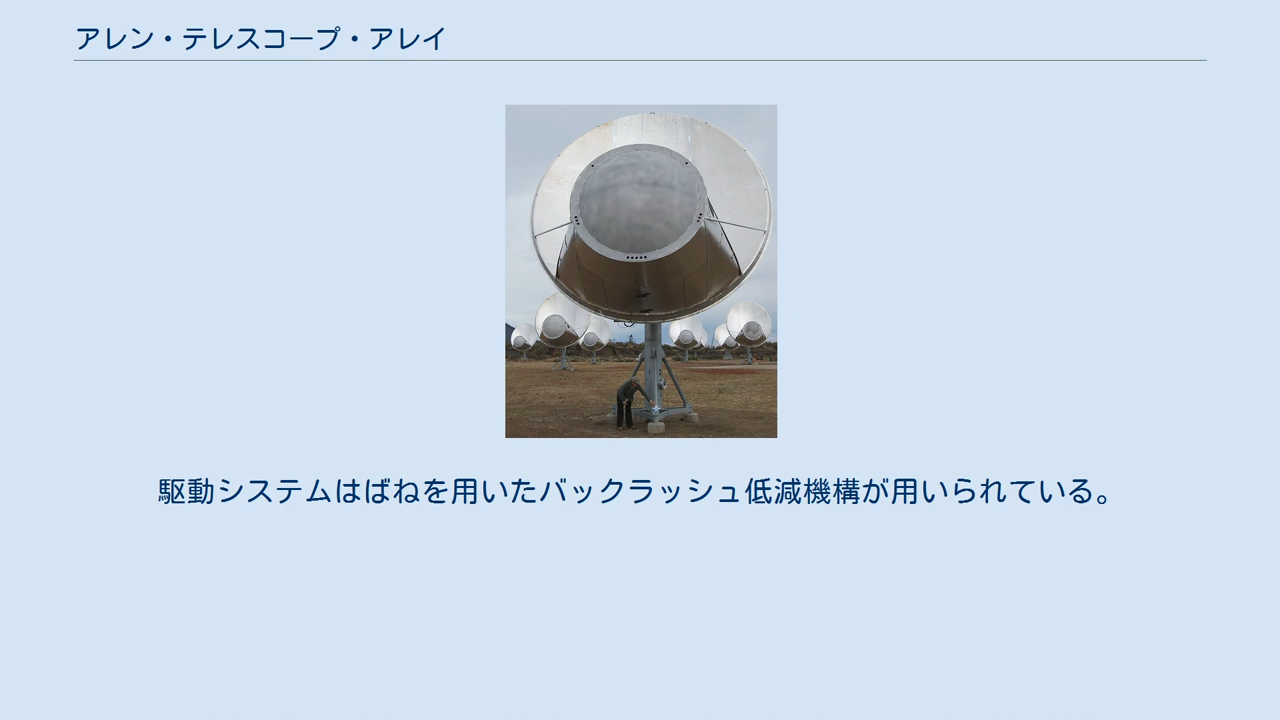 アレン・テレスコープ・アレイ
駆動システムはばねを用いたバックラッシュ低減機構が用いられている。